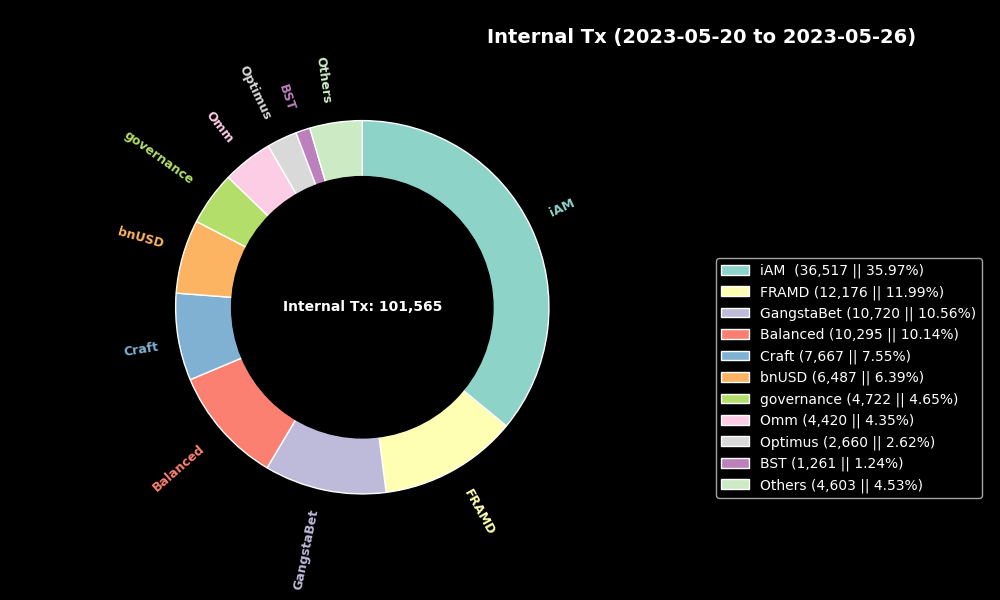 Internal Tx (2023-05-20 to 2023-05-26)
Others
BST
Optimus
Omm
governance
iAM
bnUSD
Internal Tx: 101,565
Craft
Balanced
FRAMD
GangstaBet
iAM  (36,517 || 35.97%)
FRAMD (12,176 || 11.99%)
GangstaBet (10,720 || 10.56%)
Balanced (10,295 || 10.14%)
Craft (7,667 || 7.55%)
bnUSD (6,487 || 6.39%)
governance (4,722 || 4.65%)
Omm (4,420 || 4.35%)
Optimus (2,660 || 2.62%)
BST (1,261 || 1.24%)
Others (4,603 || 4.53%)